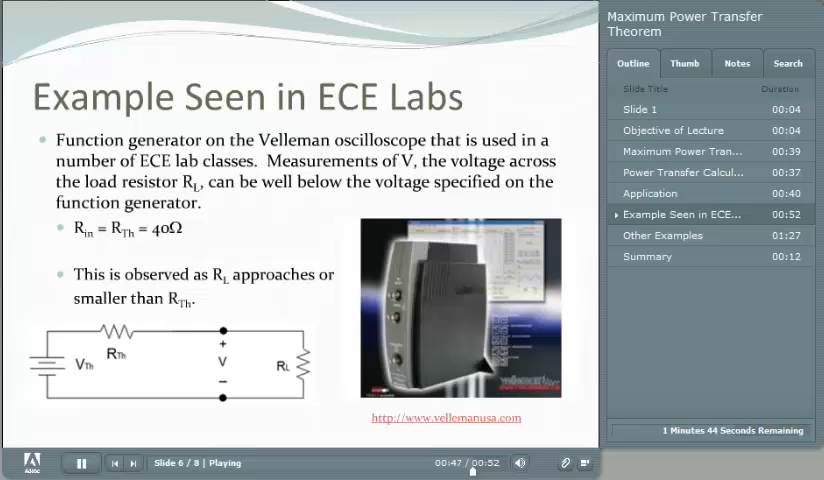 Maximum Power Transfer
Theorem
Outline
Thumb
Notes
Search
Slide Title
Duration
Slide 1
00:04
Objective of Lecture
00:04
Maximum Power Tran...
00:39
Power Transfer Calcul...
00:37
Application
00:40
Example Seen in ECE...
00:52
Other Examples
01:27
Summary
00:12
1 Minutes 44 Seconds Remaining
Example Seen in ECE Labs
Function generator on the Velleman oscilloscope that is used in a
number of ECE lab classes. Measurements of V, the voltage across
the load resistor RL, can be well below the voltage specified on the
function generator.
Rin = RTh = 40Ω
This is observed as RL approaches or
smaller than RTh.
VTh
RTh
+
V
–
RL
http://www.vellemanusa.com
Adobe
Slide 6 / 8 | Playing
00:47 / 00:52